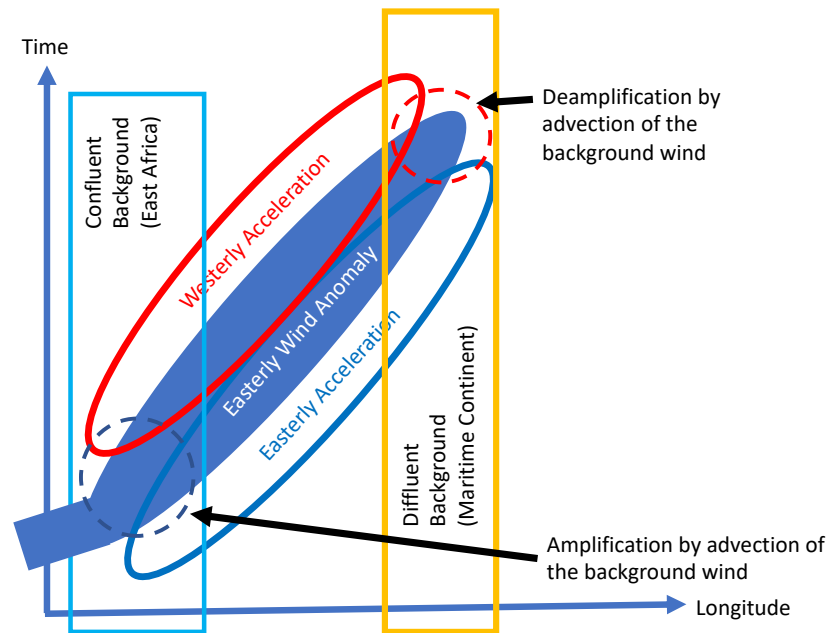 Time
Confluent
Background
(East Africa)
Westerly Acceleration
Easterly Wind Anomaly
Easterly Acceleration
Diffluent
Background
(Maritime Continent)
Deamplification by
advection of the
background wind
Amplification by advection of
the background wind
Longitude